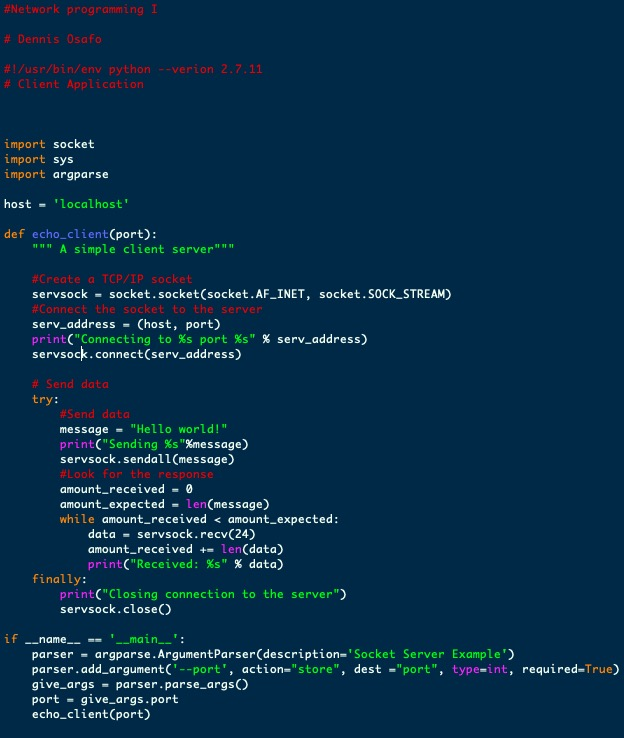 #Network programming I
# Dennis Osafo
#!/usr/bin/env python --verion 2.7.11
# Client Application
import socket
import sys
import argparse
host = 'localhost'
def echo_client(port):
    """ A simple client server"""
    #Create a TCP/IP socket
    servsock = socket.socket(socket.AF_INET, socket.SOCK_STREAM)
    #Connect the socket to the server
    serv_address = (host, port)
    print("Connecting to %s port %s" % serv_address)
    servsock.connect(serv_address)
    # Send data
    try:
        #Send data
        message = "Hello world!"
        print("Sending %s"%message)
        servsock.sendall(message)
        #Look for the response
        amount_received = 0
        amount_expected = len(message)
        while amount_received < amount_expected:
            data = servsock.recv(24)
            amount_received += len(data)
            print("Received: %s" % data)
    finally:
        print("Closing connection to the server")
        servsock.close()
if __name__ == '__main__':
    parser = argparse.ArgumentParser(description='Socket Server Example')
    parser.add_argument('--port', action="store", dest ="port", type=int, required=True)
    give_args = parser.parse_args()
    port = give_args.port
    echo_client(port)